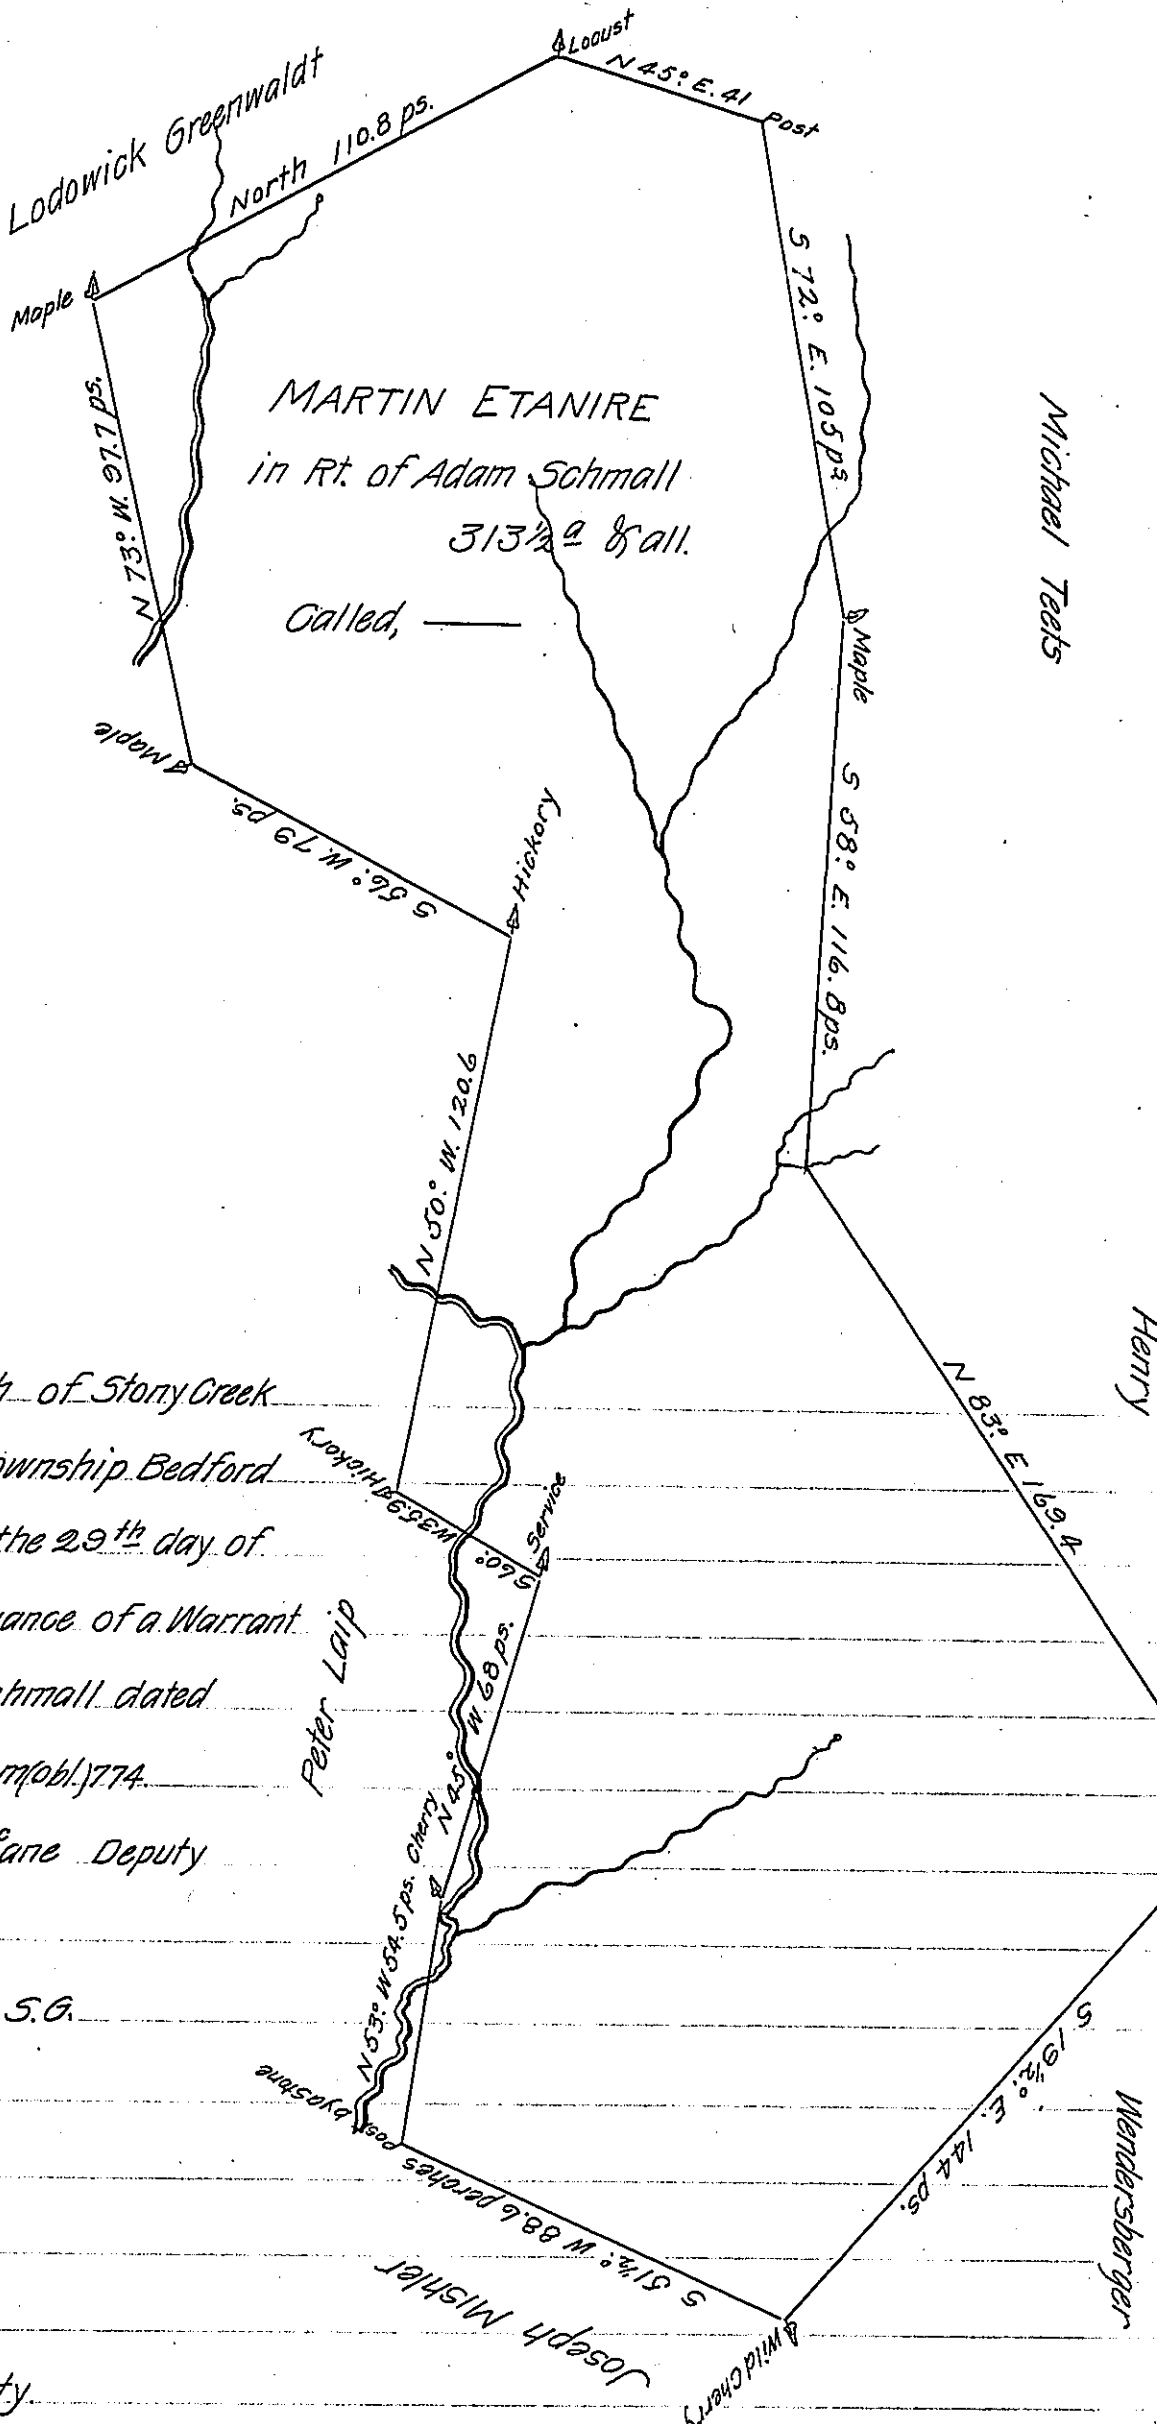 Locust
N 45° E. 41
Post
Lodowick Greenwaldt
North 110.8 ps.
Maple
S 72° E. 105 ps
N 73° W. 97.7 ps.
MARTIN ETANIRE
in Rt. of Adam Schmall
313½ a & all.
Called,
Michael Teets
Maple
Maple
S 56° W. 79 ps.
Hickory
S 58° E. 116.8 ps.
N 50° W. 120.6
Henry
N 83° E 169.4
h of Stony Creek
Hickory
ownship Bedford
S 60° W 35.9
Service
the 29th day of
uance of a Warrant
Peter Laip
hmall dated
N 45° W. 68 ps.
m(obl.)774.
Cherry
ane Deputy
N 53° W 54.5 ps.
S.G.
S 19½° E. 144 ps.
Wendersberger
Post by a Stone
S 51½° W 88.6 perches
Joseph Mishler
Wild Cherry
ty